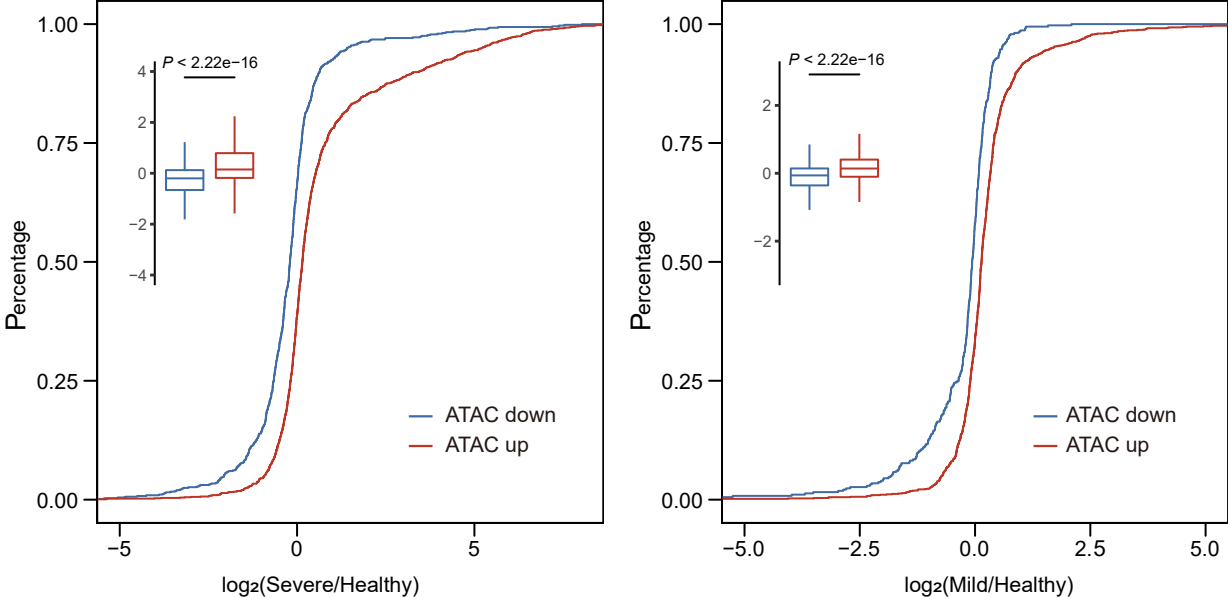 1.00
0.75
0.50
0.25
0.00
Percentage
P < 2.22e−16
4
2
0
−2
−4
ATAC down
ATAC up
−5
0
5
log₂(Severe/Healthy)
1.00
0.75
0.50
0.25
0.00
Percentage
P < 2.22e−16
2
0
−2
ATAC down
ATAC up
−5.0
−2.5
0.0
2.5
5.0
log₂(Mild/Healthy)